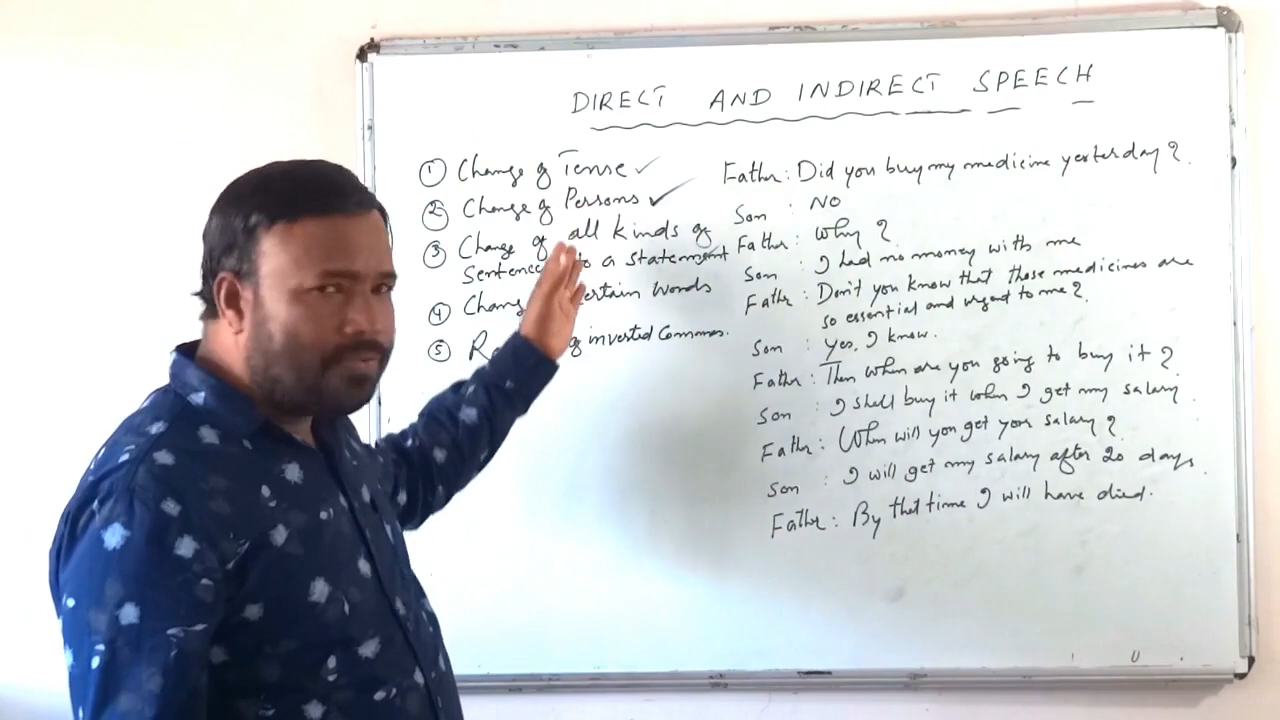 DIRECT AND INDIRECT SPEECH
① Change of Tense ✓
② Change of Persons ✓
③ Change of all kinds of
Sentence to a statement
④ Chang ertain words
⑤ Re of inverted Commas.
Father: Did you buy my medicine yesterday?
Son : NO
Father: Why?
Son : I had no money with me
Father: Don't you know that those medicines are
so essential and urgent to me?
Son : Yes, I know.
Father: Then when are you going to buy it?
Son : I shall buy it when I get my salary.
Father: When will you get your salary?
Son : I will get my salary after 20 days.
Father: By that time I will have died.